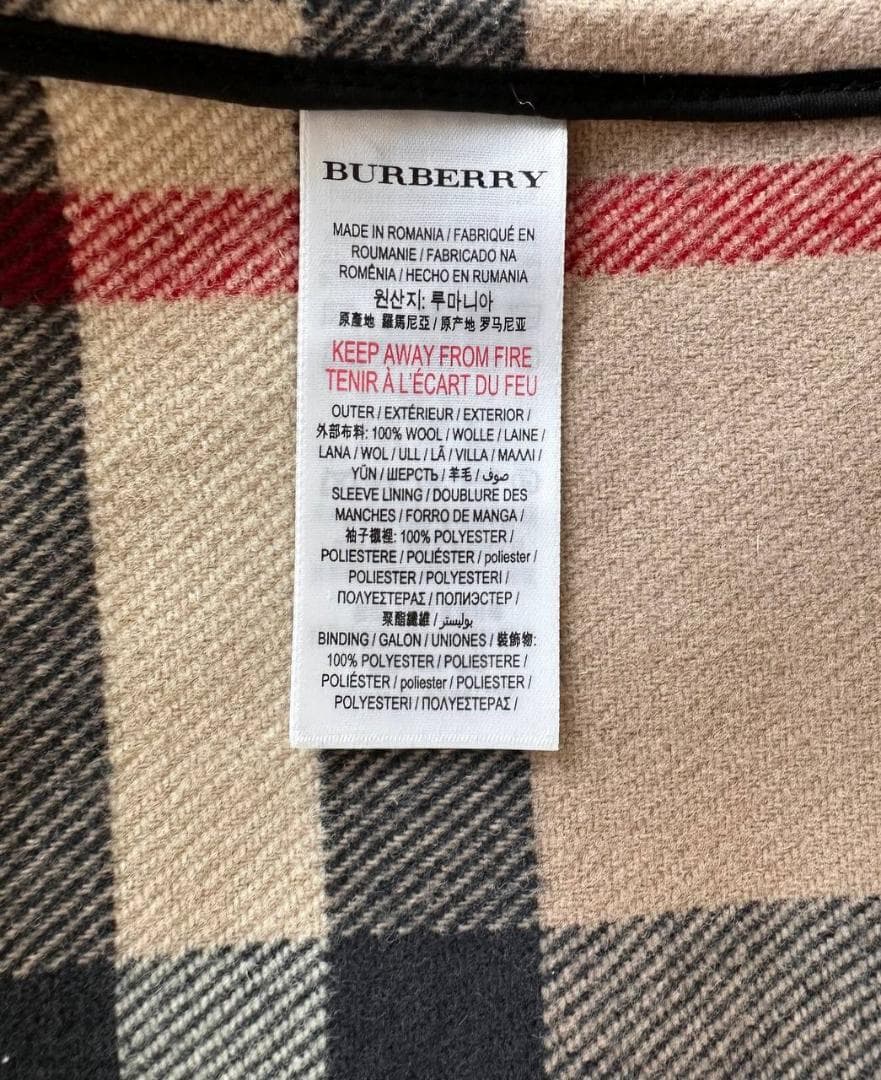 BURBERRY
MADE IN ROMANIA / FABRIQUÉ EN
ROUMANIE / FABRICADO NA
ROMÊNIA / HECHO EN RUMANIA
원산지: 루마니아
原產地 羅馬尼亞 / 原产地 罗马尼亚
KEEP AWAY FROM FIRE
TENIR À L'ÉCART DU FEU
OUTER / EXTÉRIEUR / EXTERIOR /
外部布料: 100% WOOL / WOLLE / LAINE /
LANA / WOL / ULL / LÃ / VILLA / ΜΑΛΛΙ /
YÜN / ШЕРСТЬ / 羊毛 / صوف
SLEEVE LINING / DOUBLURE DES
MANCHES / FORRO DE MANGA /
袖子襯裡: 100% POLYESTER /
POLIESTERE / POLIÉSTER / poliester /
POLIESTER / POLYESTERI /
ΠΟΛΥΕΣΤΕΡΑΣ / ПОЛИЭСТЕР /
聚酯纖維 / بوليستر
BINDING / GALON / UNIONES / 裝飾物:
100% POLYESTER / POLIESTERE /
POLIÉSTER / poliester / POLIESTER /
POLYESTERI / ΠΟΛΥΕΣΤΕΡΑΣ /